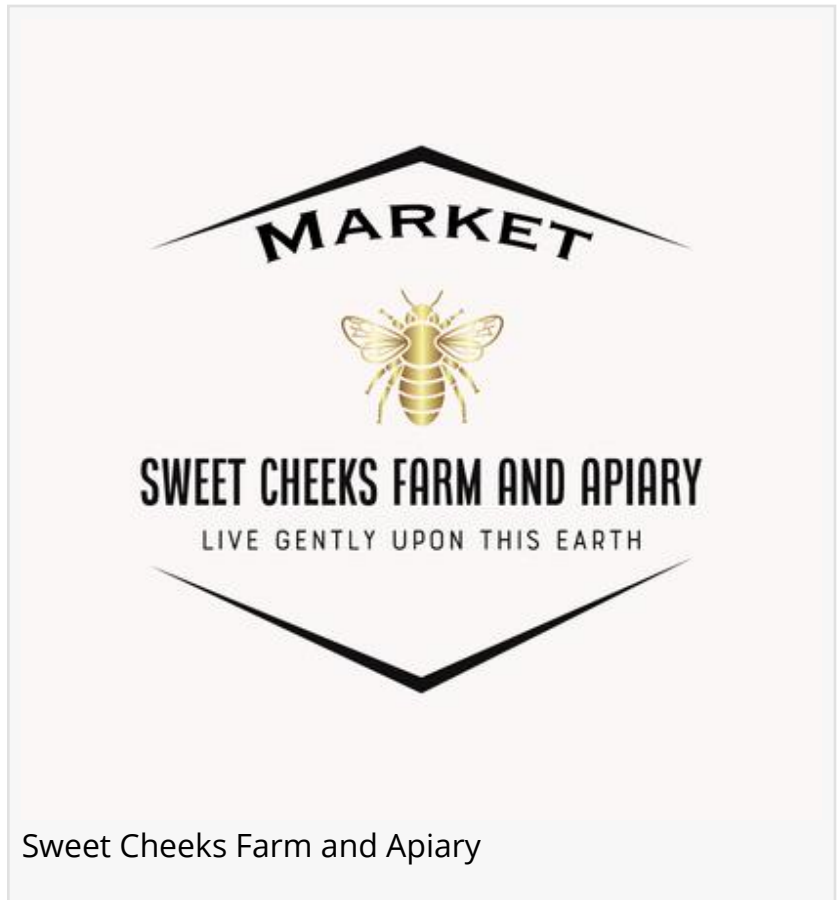 MARKET
SWEET CHEEKS FARM AND APIARY
LIVE GENTLY UPON THIS EARTH
Sweet Cheeks Farm and Apiary